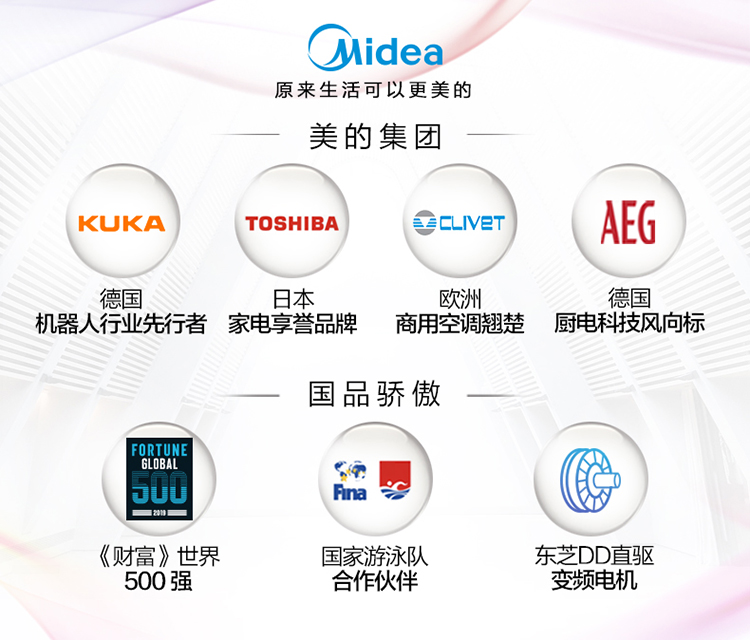 Midea
原来生活可以更美的
美的集团
KUKA
TOSHIBA
CLIVET
AEG
德国
机器人行业先行者
日本
家电享誉品牌
欧洲
商用空调翘楚
德国
厨电科技风向标
国品骄傲
FORTUNE
GLOBAL
500
2019
Fina
《财富》世界
500 强
国家游泳队
合作伙伴
东芝DD直驱
变频电机